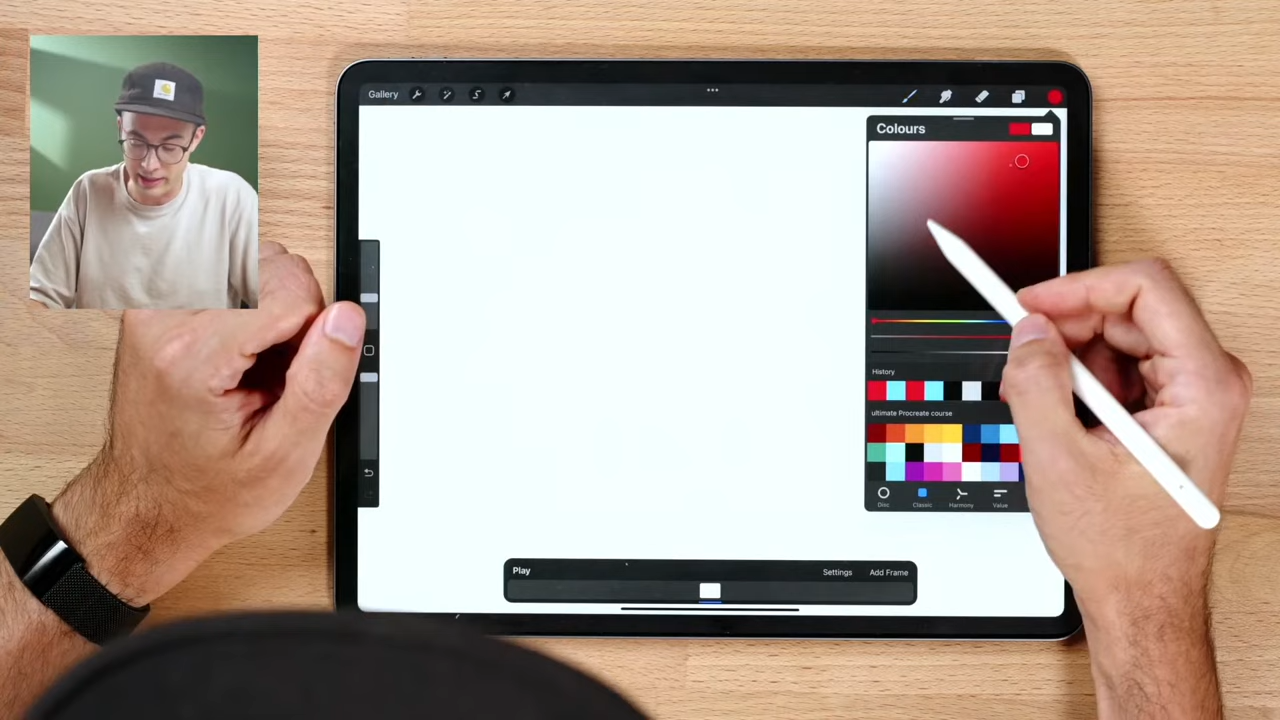 Gallery
Colours
History
ultimate Procreate course
Disc
Classic
Harmony
Value
Play
Settings
Add Frame